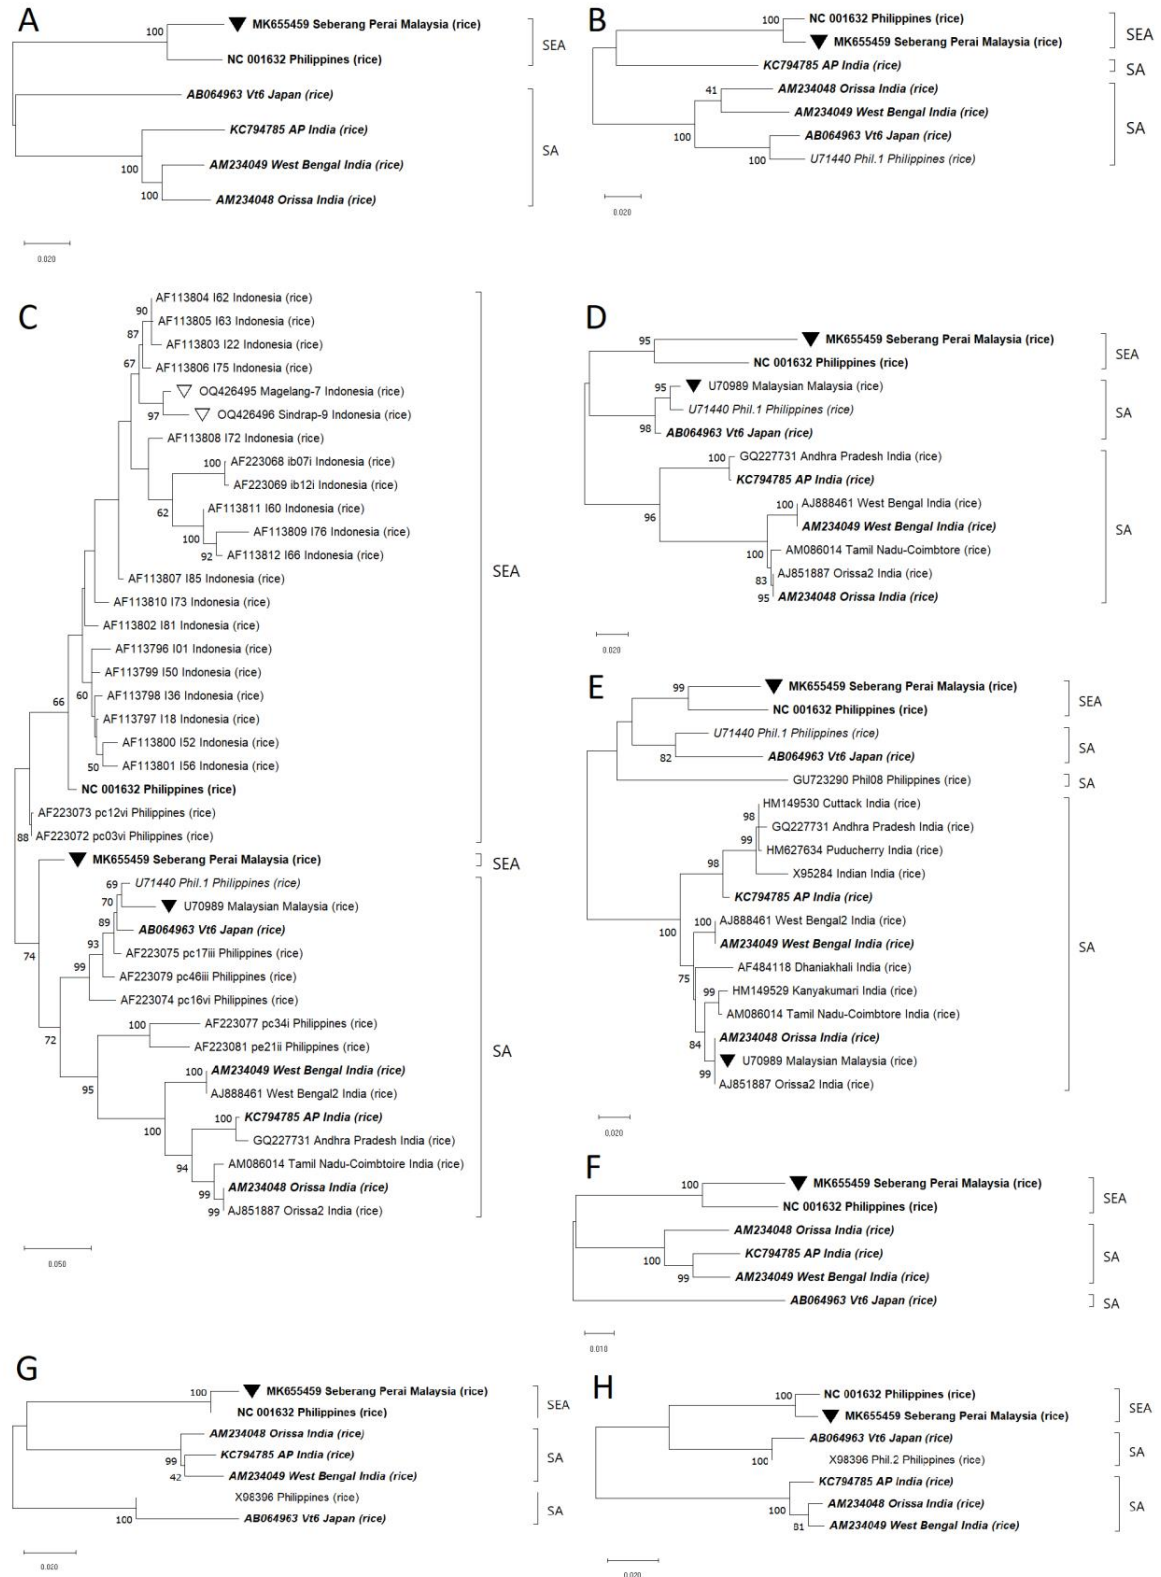 A
100
MK655459 Seberang Perai Malaysia (rice)
NC 001632 Philippines (rice)
SEA
AB064963 Vt6 Japan (rice)
KC794785 AP India (rice)
100
AM234049 West Bengal India (rice)
100
AM234048 Orissa India (rice)
SA
0.020
B
100
NC 001632 Philippines (rice)
MK655459 Seberang Perai Malaysia (rice)
SEA
KC794785 AP India (rice)
SA
41
AM234048 Orissa India (rice)
AM234049 West Bengal India (rice)
100
AB064963 Vt6 Japan (rice)
100
U71440 Phil.1 Philippines (rice)
SA
0.020
C
AF113804 I62 Indonesia (rice)
90
AF113805 I63 Indonesia (rice)
87
AF113803 I22 Indonesia (rice)
67
AF113806 I75 Indonesia (rice)
OQ426495 Magelang-7 Indonesia (rice)
97
OQ426496 Sindrap-9 Indonesia (rice)
AF113808 I72 Indonesia (rice)
100
AF223068 ib07i Indonesia (rice)
AF223069 ib12i Indonesia (rice)
62
AF113811 I60 Indonesia (rice)
100
AF113809 I76 Indonesia (rice)
92
AF113812 I66 Indonesia (rice)
AF113807 I85 Indonesia (rice)
SEA
AF113810 I73 Indonesia (rice)
AF113802 I81 Indonesia (rice)
AF113796 I01 Indonesia (rice)
AF113799 I50 Indonesia (rice)
66
60
AF113798 I36 Indonesia (rice)
AF113797 I18 Indonesia (rice)
AF113800 I52 Indonesia (rice)
50
AF113801 I56 Indonesia (rice)
NC 001632 Philippines (rice)
AF223073 pc12vi Philippines (rice)
88
AF223072 pc03vi Philippines (rice)
MK655459 Seberang Perai Malaysia (rice)
SEA
69
U71440 Phil.1 Philippines (rice)
70
U70989 Malaysian Malaysia (rice)
89
AB064963 Vt6 Japan (rice)
93
AF223075 pc17iii Philippines (rice)
74
99
AF223079 pc46iii Philippines (rice)
AF223074 pc16vi Philippines (rice)
72
100
AF223077 pc34i Philippines (rice)
AF223081 pe21ii Philippines (rice)
SA
95
100
AM234049 West Bengal India (rice)
AJ888461 West Bengal2 India (rice)
100
100
KC794785 AP India (rice)
GQ227731 Andhra Pradesh India (rice)
94
AM086014 Tamil Nadu-Coimbtoire India (rice)
99
AM234048 Orissa India (rice)
99
AJ851887 Orissa2 India (rice)
0.050
D
95
MK655459 Seberang Perai Malaysia (rice)
NC 001632 Philippines (rice)
SEA
95
U70989 Malaysian Malaysia (rice)
U71440 Phil.1 Philippines (rice)
98
AB064963 Vt6 Japan (rice)
SA
100
GQ227731 Andhra Pradesh India (rice)
KC794785 AP India (rice)
96
100
AJ888461 West Bengal India (rice)
AM234049 West Bengal India (rice)
100
AM086014 Tamil Nadu-Coimbtore (rice)
83
AJ851887 Orissa2 India (rice)
95
AM234048 Orissa India (rice)
SA
0.020
E
99
MK655459 Seberang Perai Malaysia (rice)
NC 001632 Philippines (rice)
SEA
U71440 Phil.1 Philippines (rice)
82
AB064963 Vt6 Japan (rice)
SA
GU723290 Phil08 Philippines (rice)
SA
98
HM149530 Cuttack India (rice)
99
GQ227731 Andhra Pradesh India (rice)
98
HM627634 Puducherry India (rice)
X95284 Indian India (rice)
KC794785 AP India (rice)
100
100
AJ888461 West Bengal2 India (rice)
AM234049 West Bengal India (rice)
75
AF484118 Dhaniakhali India (rice)
99
HM149529 Kanyakumari India (rice)
AM086014 Tamil Nadu-Coimbtore India (rice)
84
AM234048 Orissa India (rice)
U70989 Malaysian Malaysia (rice)
99
AJ851887 Orissa2 India (rice)
SA
0.020
F
100
MK655459 Seberang Perai Malaysia (rice)
NC 001632 Philippines (rice)
SEA
AM234048 Orissa India (rice)
100
KC794785 AP India (rice)
99
AM234049 West Bengal India (rice)
SA
AB064963 Vt6 Japan (rice)
SA
0.010
G
100
MK655459 Seberang Perai Malaysia (rice)
NC 001632 Philippines (rice)
SEA
AM234048 Orissa India (rice)
99
KC794785 AP India (rice)
42
AM234049 West Bengal India (rice)
SA
X98396 Philippines (rice)
100
AB064963 Vt6 Japan (rice)
SA
0.020
H
100
NC 001632 Philippines (rice)
MK655459 Seberang Perai Malaysia (rice)
SEA
AB064963 Vt6 Japan (rice)
100
X98396 Phil.2 Philippines (rice)
SA
KC794785 AP India (rice)
100
AM234048 Orissa India (rice)
81
AM234049 West Bengal India (rice)
SA
0.020